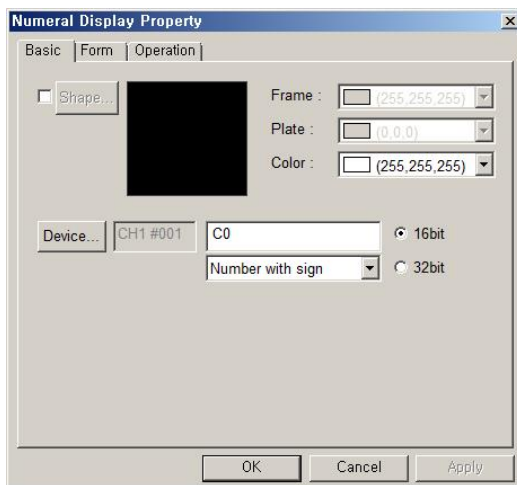 Numeral Display Property
Basic Form Operation
Shape... Frame : (255,255,255)
Plate : (0,0,0)
Color : (255,255,255)
Device... CH1 #001 C0 16bit
Number with sign 32bit
OK Cancel Apply